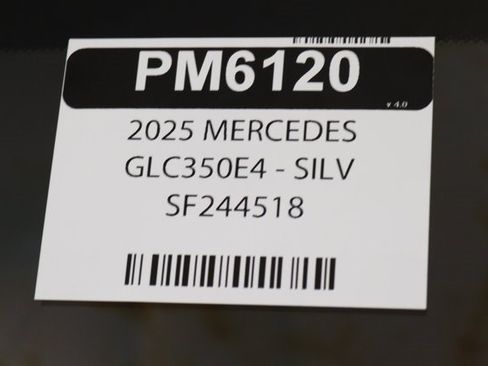 PM6120
v 4.0
2025 MERCEDES
GLC350E4 - SILV
SF244518